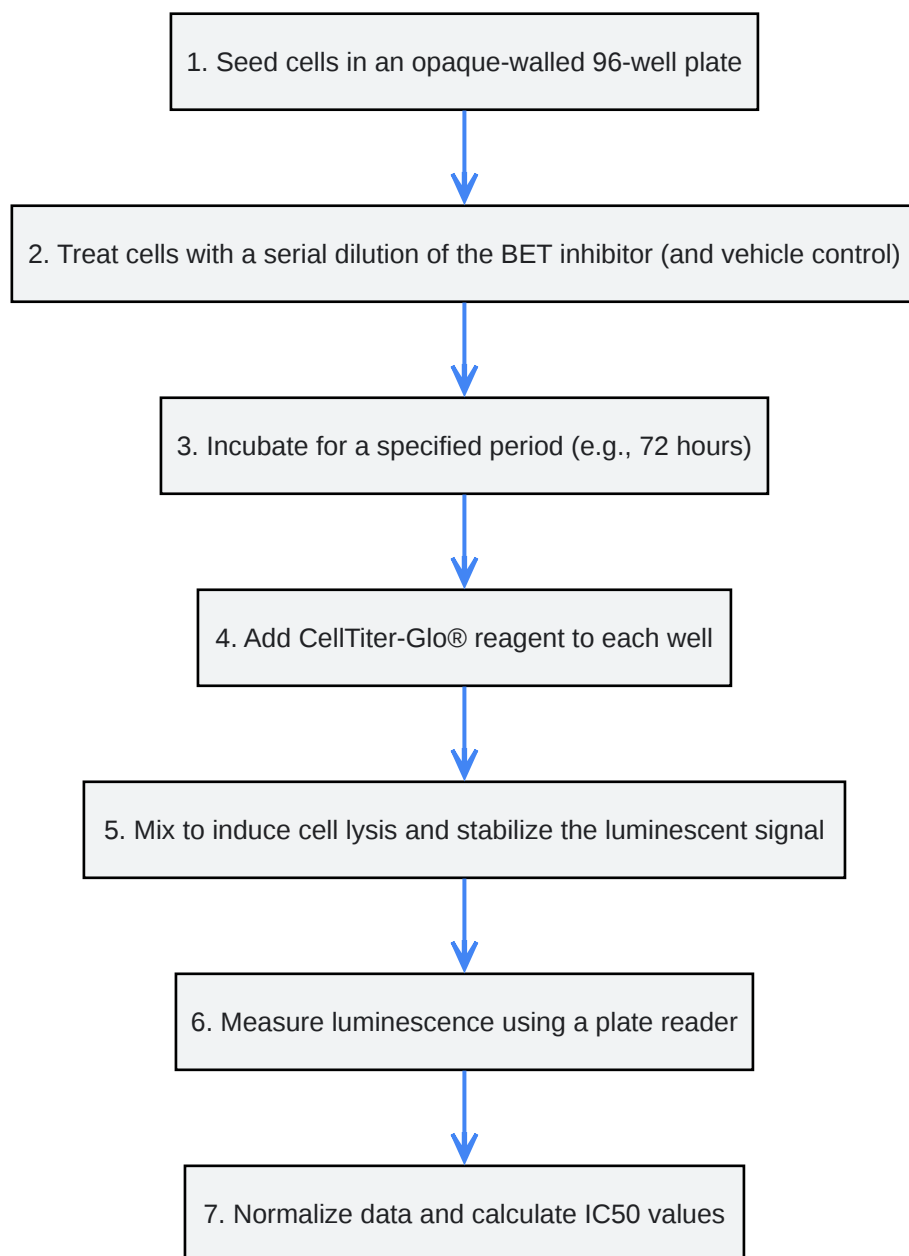 1. Seed cells in an opaque-walled 96-well plate
2. Treat cells with a serial dilution of the BET inhibitor (and vehicle control)
3. Incubate for a specified period (e.g., 72 hours)
4. Add CellTiter-Glo® reagent to each well
5. Mix to induce cell lysis and stabilize the luminescent signal
6. Measure luminescence using a plate reader
7. Normalize data and calculate IC50 values